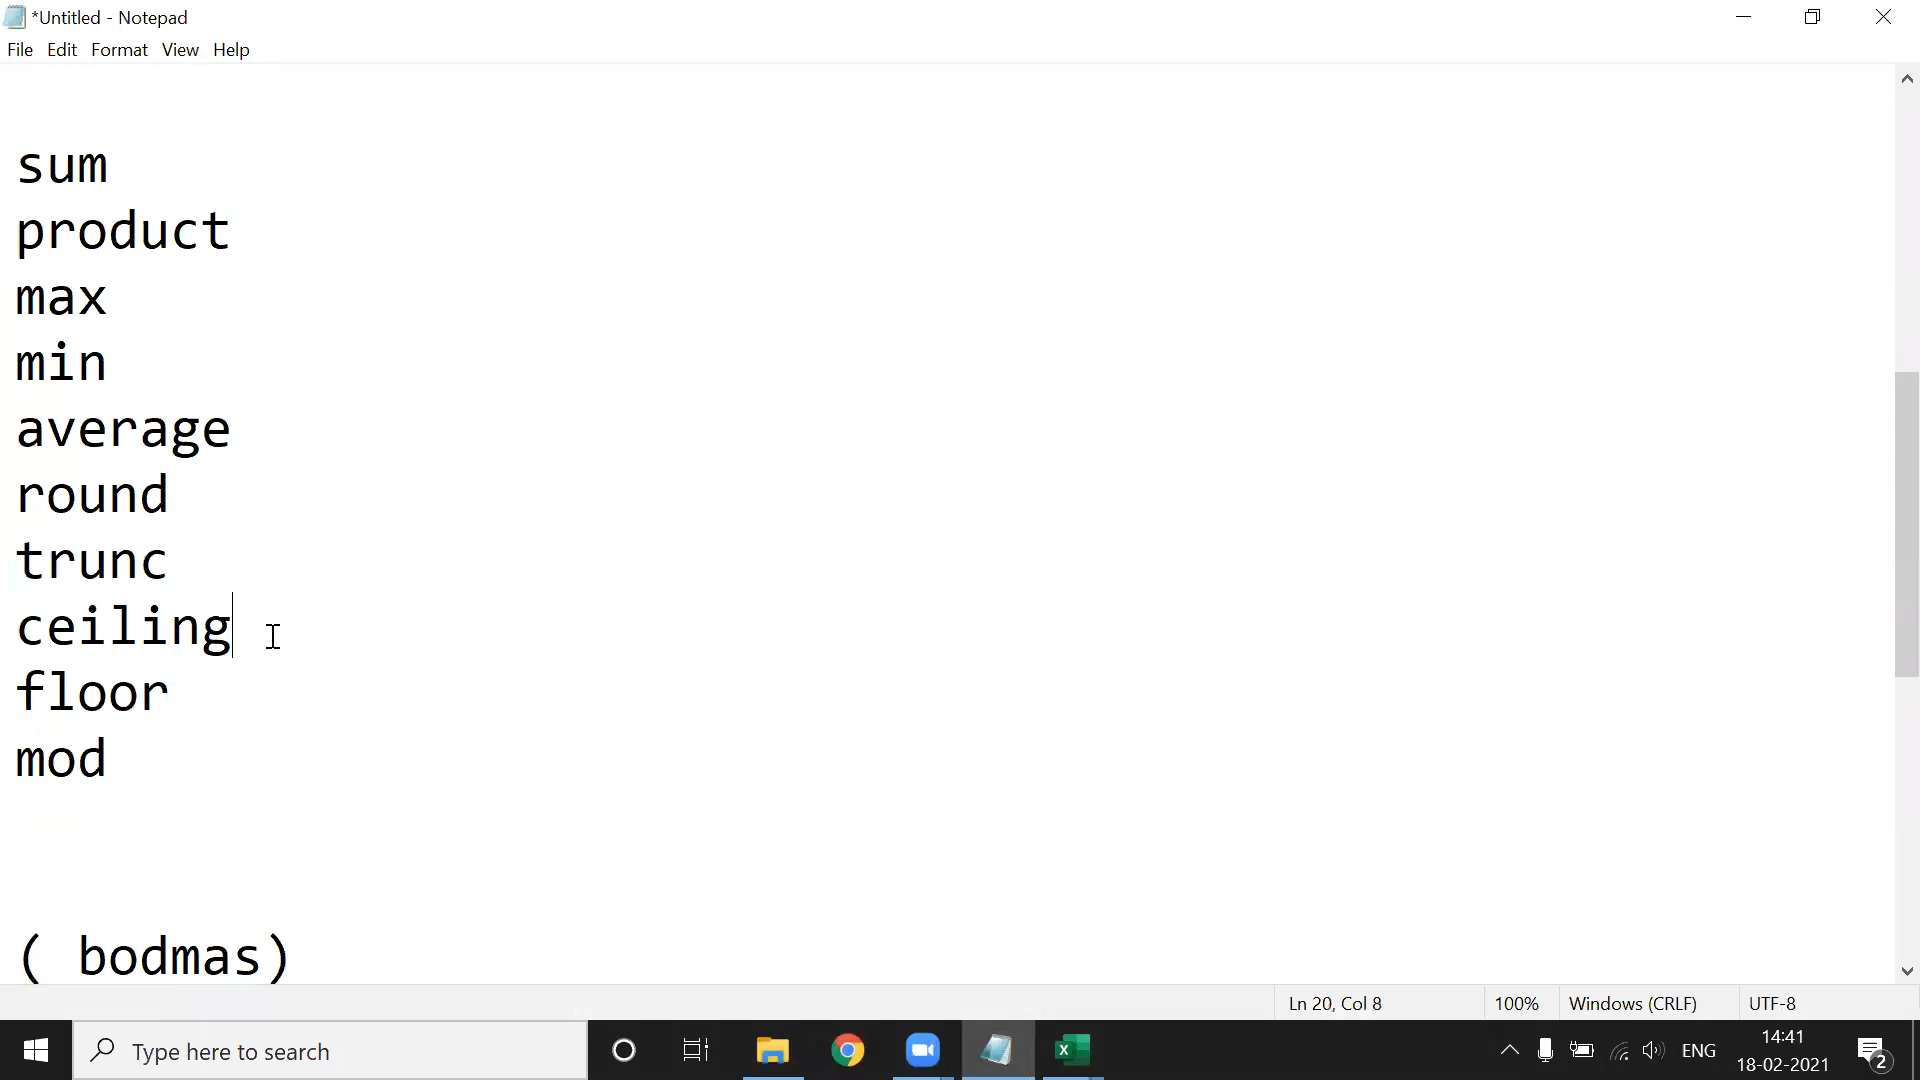 *Untitled - Notepad
File Edit Format View Help
sum
product
max
min
average
round
trunc
ceiling
floor
mod
( bodmas)
Ln 20, Col 8 100% Windows (CRLF) UTF-8
Type here to search
ENG
14:41
18-02-2021
2